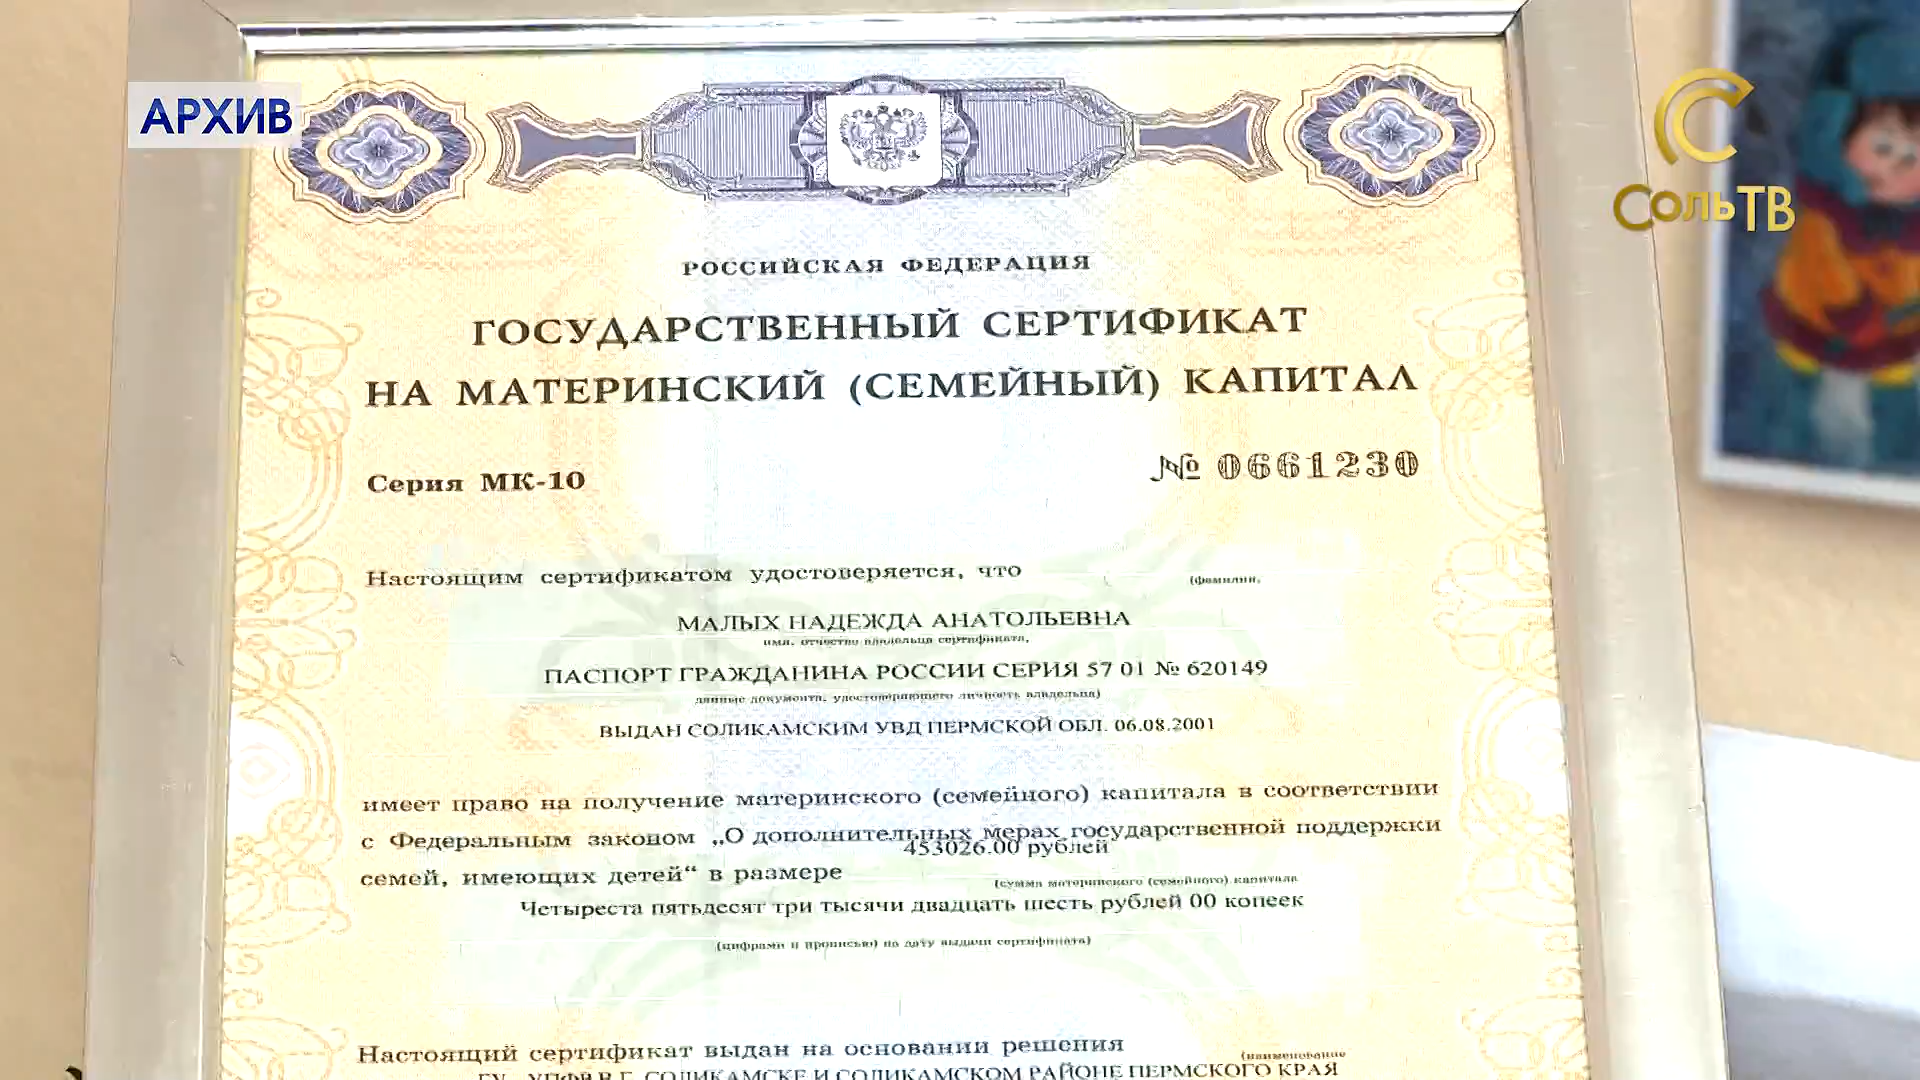 АРХИВ
СольТВ
РОССИЙСКАЯ ФЕДЕРАЦИЯ
ГОСУДАРСТВЕННЫЙ СЕРТИФИКАТ
НА МАТЕРИНСКИЙ (СЕМЕЙНЫЙ) КАПИТАЛ
Серия МК-10 № 0661230
Настоящим сертификатом удостоверяется, что (фамилия,
МАЛЫХ НАДЕЖДА АНАТОЛЬЕВНА
имя, отчество владельца сертификата,
ПАСПОРТ ГРАЖДАНИНА РОССИИ СЕРИЯ 57 01 № 620149
данные документа, удостоверяющего личность владельца)
ВЫДАН СОЛИКАМСКИМ УВД ПЕРМСКОЙ ОБЛ. 06.08.2001
имеет право на получение материнского (семейного) капитала в соответствии
с Федеральным законом „О дополнительных мерах государственной поддержки
453026.00 рублей
семей, имеющих детей“ в размере (сумма материнского (семейного) капитала
Четыреста пятьдесят три тысячи двадцать шесть рублей 00 копеек
(цифрами и прописью) на дату выдачи сертификата)
Настоящий сертификат выдан на основании решения (наименование
ГУ - УПФР В Г. СОЛИКАМСКЕ И СОЛИКАМСКОМ РАЙОНЕ ПЕРМСКОГО КРАЯ